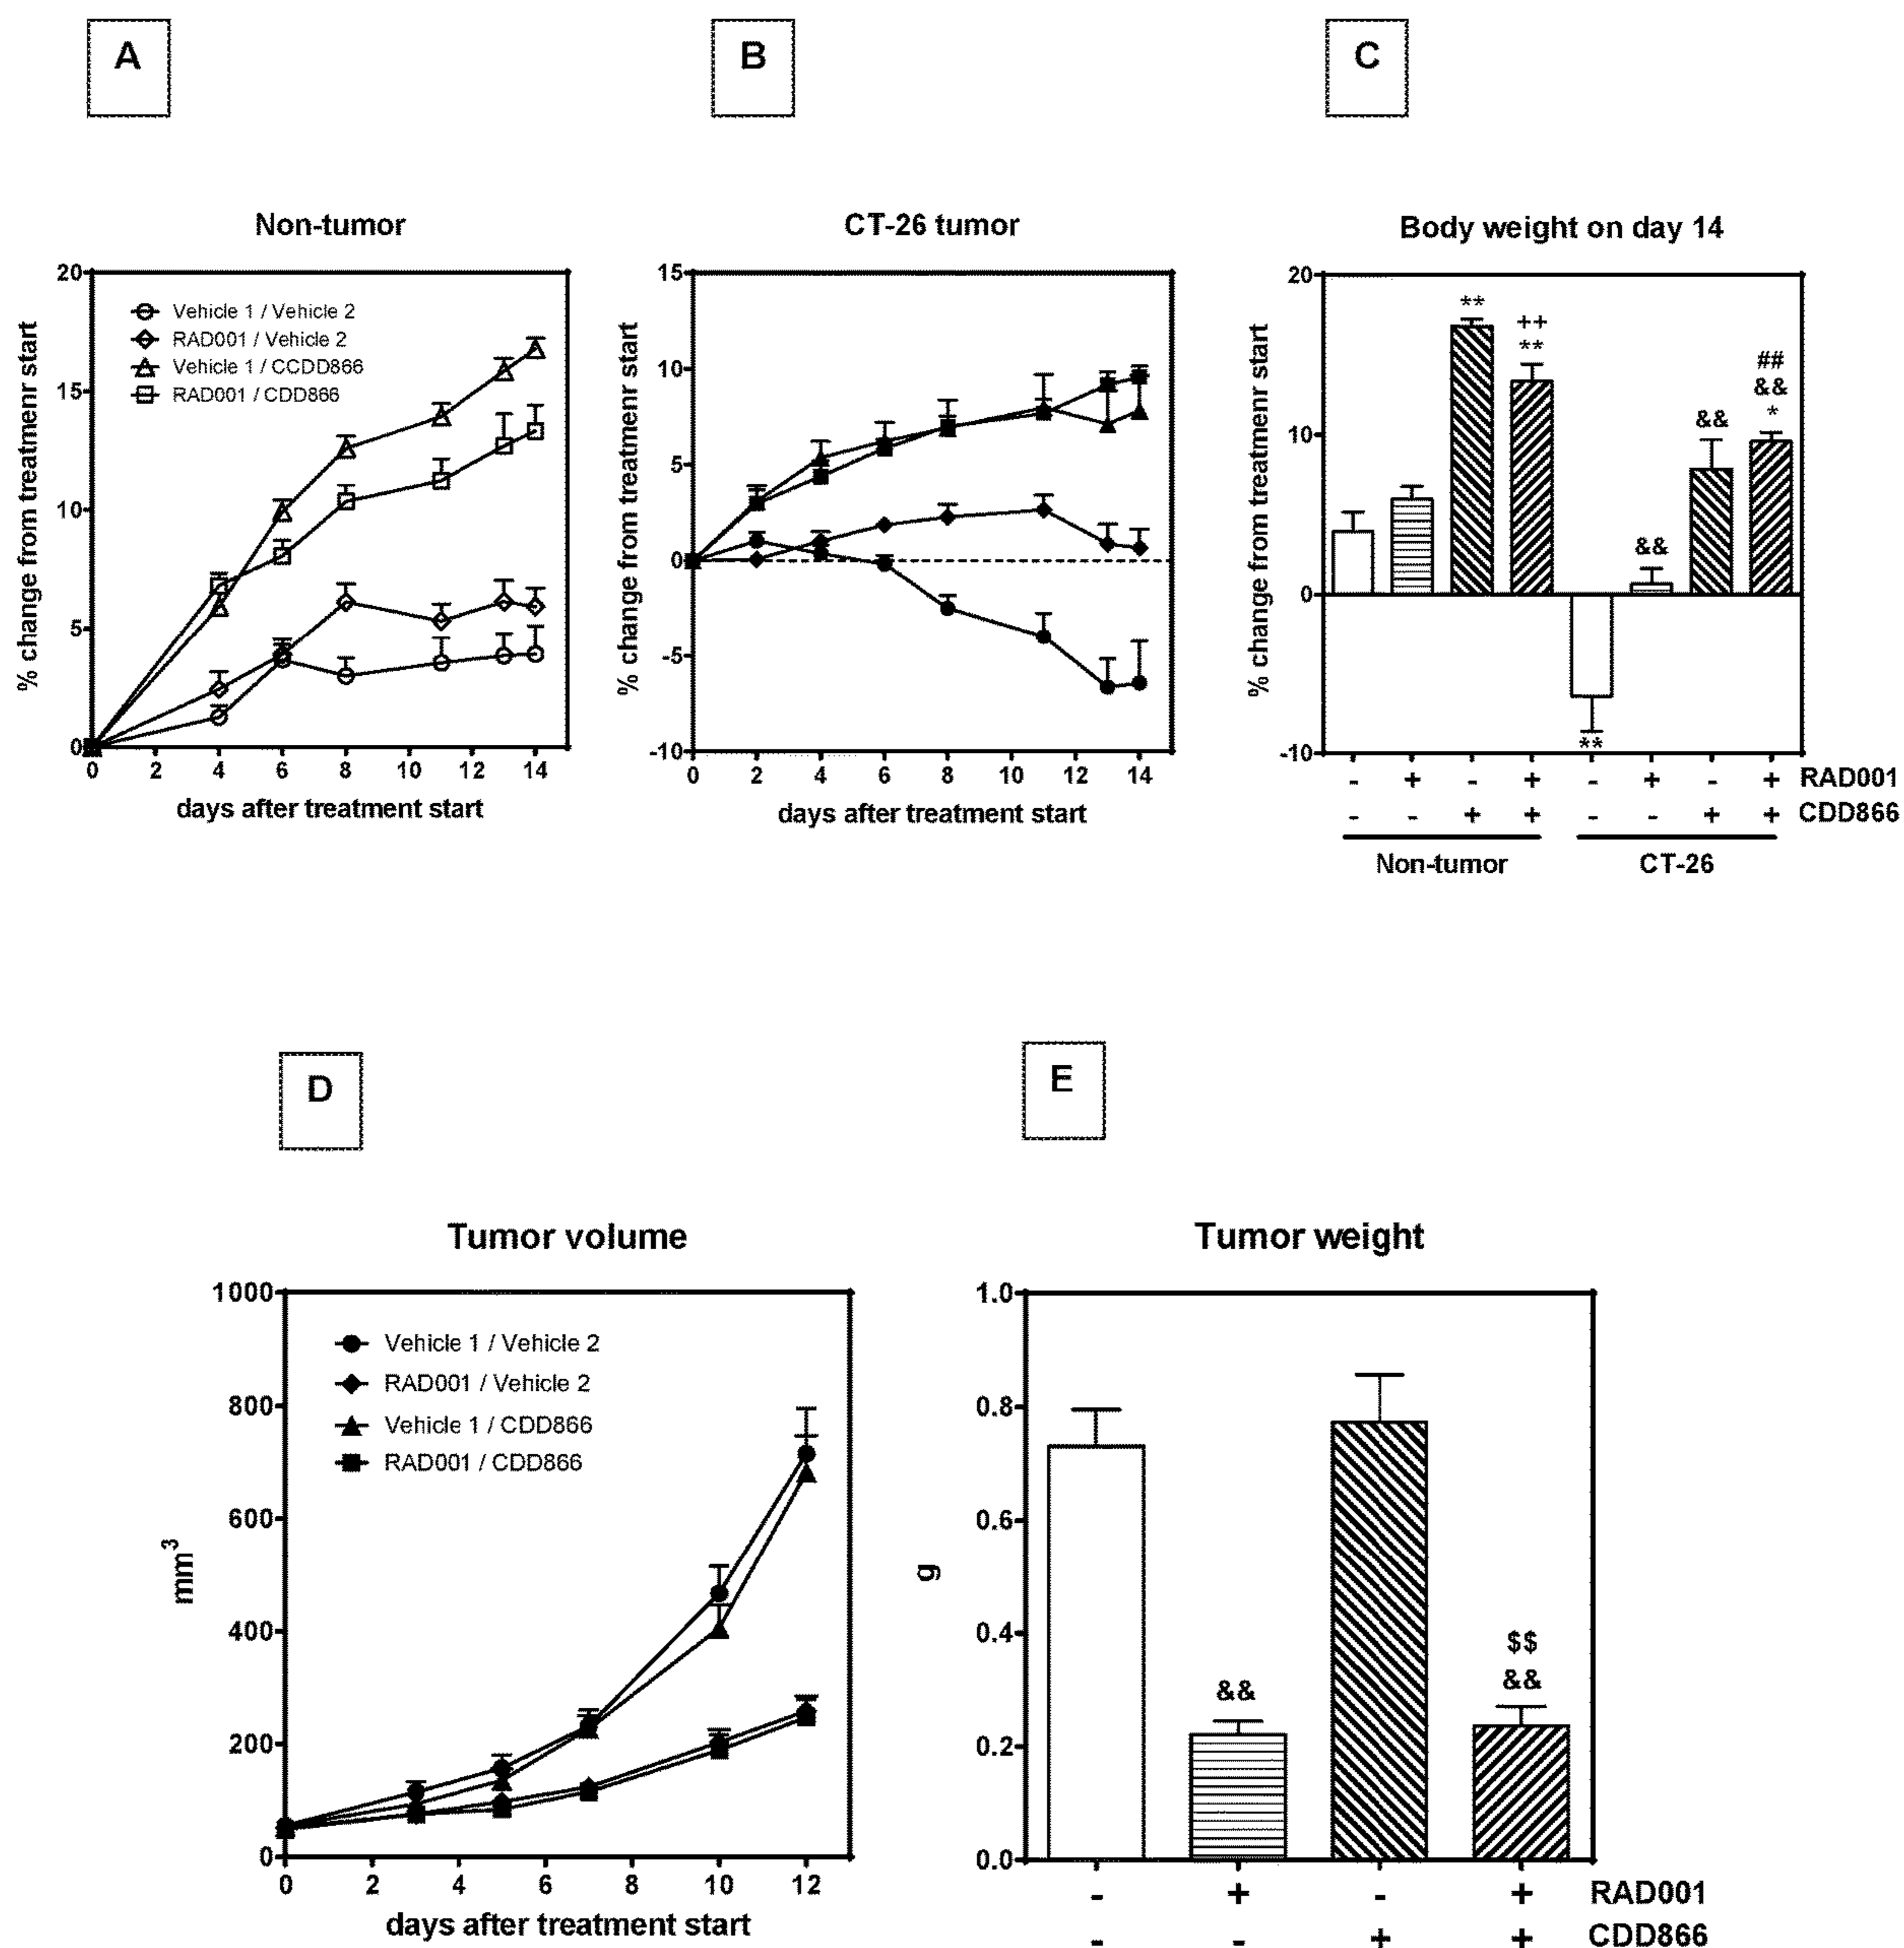 A
B
C
Non-tumor
% change from treatmenr start
20
15
10
5
0
Vehicle 1 / Vehicle 2
RAD001 / Vehicle 2
Vehicle 1 / CCDD866
RAD001 / CDD866
0 2 4 6 8 10 12 14
days after treatment start
CT-26 tumor
% change from treatmenr start
15
10
5
0
-5
-10
0 2 4 6 8 10 12 14
days after treatment start
Body weight on day 14
% change from treatmenr start
20
10
0
-10
**
++
**
**
&&
&&
##
&&
*
- + - + - + - + RAD001
- - + + - - + + CDD866
Non-tumor CT-26
D
E
Tumor volume
mm³
1000
800
600
400
200
0
Vehicle 1 / Vehicle 2
RAD001 / Vehicle 2
Vehicle 1 / CDD866
RAD001 / CDD866
0 2 4 6 8 10 12
days after treatment start
Tumor weight
g
1.0
0.8
0.6
0.4
0.2
0.0
&&
$$
&&
- + - + RAD001
- - + + CDD866